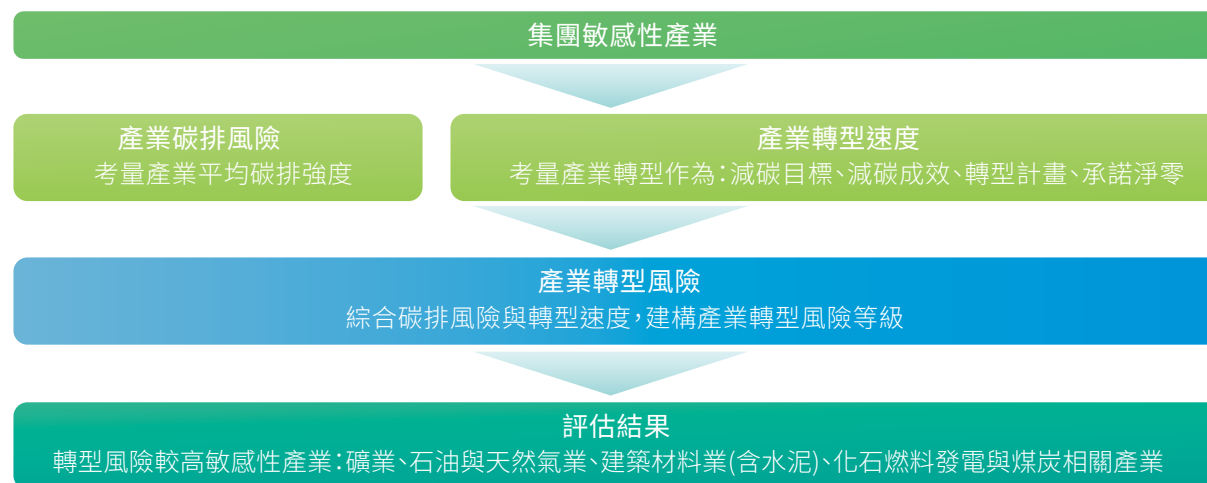 集團敏感性產業
產業碳排風險
考量產業平均碳排強度
產業轉型速度
考量產業轉型作為：減碳目標、減碳成效、轉型計畫、承諾淨零
產業轉型風險
綜合碳排風險與轉型速度，建構產業轉型風險等級
評估結果
轉型風險較高敏感性產業：礦業、石油與天然氣業、建築材料業(含水泥)、化石燃料發電與煤炭相關產業